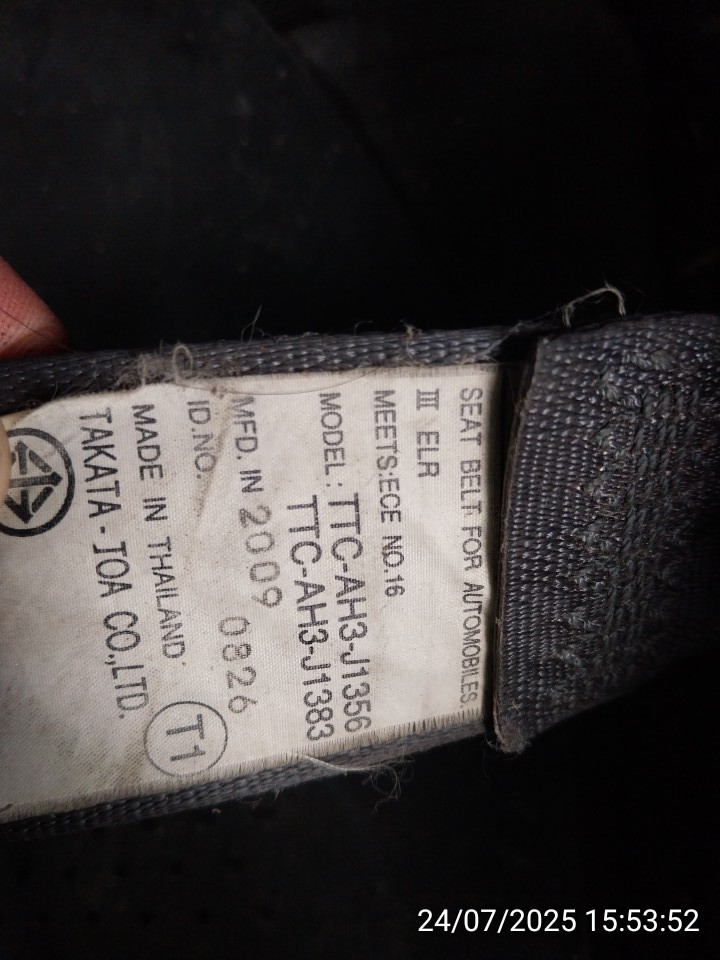 SEAT BELT FOR AUTOMOBILES.
Ⅲ ELR
MEETS:ECE NO.16
MODEL: TTC-AH3-J1356
TTC-AH3-J1383
MFD. IN 2009 0826
ID.NO.
MADE IN THAILAND
T1
TAKATA-JOA CO.,LTD.
24/07/2025 15:53:52